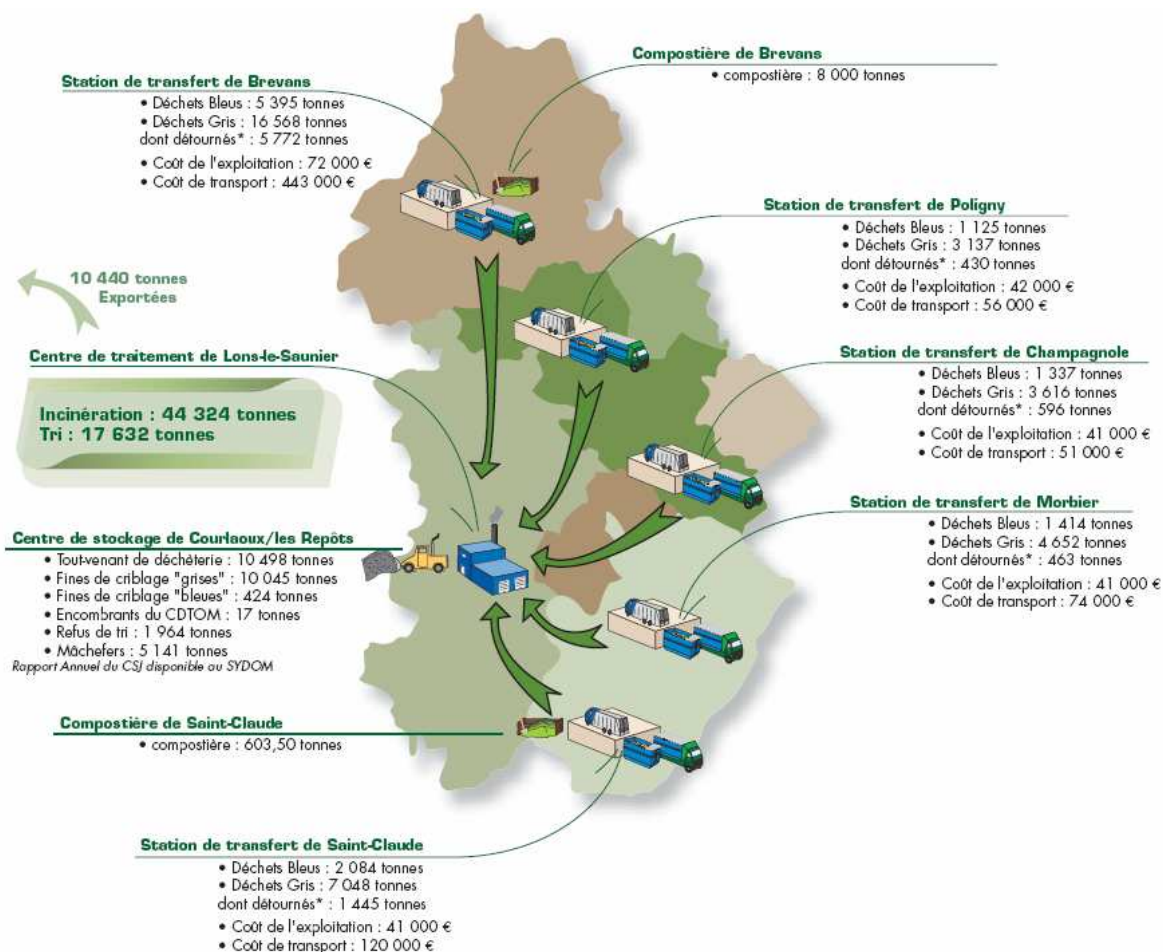 Compostière de Brevans
• compostière : 8 000 tonnes
Station de transfert de Brevans
• Déchets Bleus : 5 395 tonnes
• Déchets Gris : 16 568 tonnes
dont détournés* : 5 772 tonnes
• Coût de l'exploitation : 72 000 €
• Coût de transport : 443 000 €
Station de transfert de Poligny
• Déchets Bleus : 1 125 tonnes
• Déchets Gris : 3 137 tonnes
dont détournés* : 430 tonnes
• Coût de l'exploitation : 42 000 €
• Coût de transport : 56 000 €
10 440 tonnes
Exportées
Centre de traitement de Lons-le-Saunier
Incinération : 44 324 tonnes
Tri : 17 632 tonnes
Station de transfert de Champagnole
• Déchets Bleus : 1 337 tonnes
• Déchets Gris : 3 616 tonnes
dont détournés* : 596 tonnes
• Coût de l'exploitation : 41 000 €
• Coût de transport : 51 000 €
Station de transfert de Morbier
• Déchets Bleus : 1 414 tonnes
• Déchets Gris : 4 652 tonnes
dont détournés* : 463 tonnes
• Coût de l'exploitation : 41 000 €
• Coût de transport : 74 000 €
Centre de stockage de Courlaoux/les Repôts
• Tout-venant de déchèterie : 10 498 tonnes
• Fines de criblage "grises" : 10 045 tonnes
• Fines de criblage "bleues" : 424 tonnes
• Encombrants du CDTOM : 17 tonnes
• Refus de tri : 1 964 tonnes
• Mâchefers : 5 141 tonnes
Rapport Annuel du CSJ disponible au SYDOM
Compostière de Saint-Claude
• compostière : 603,50 tonnes
Station de transfert de Saint-Claude
• Déchets Bleus : 2 084 tonnes
• Déchets Gris : 7 048 tonnes
dont détournés* : 1 445 tonnes
• Coût de l'exploitation : 41 000 €
• Coût de transport : 120 000 €